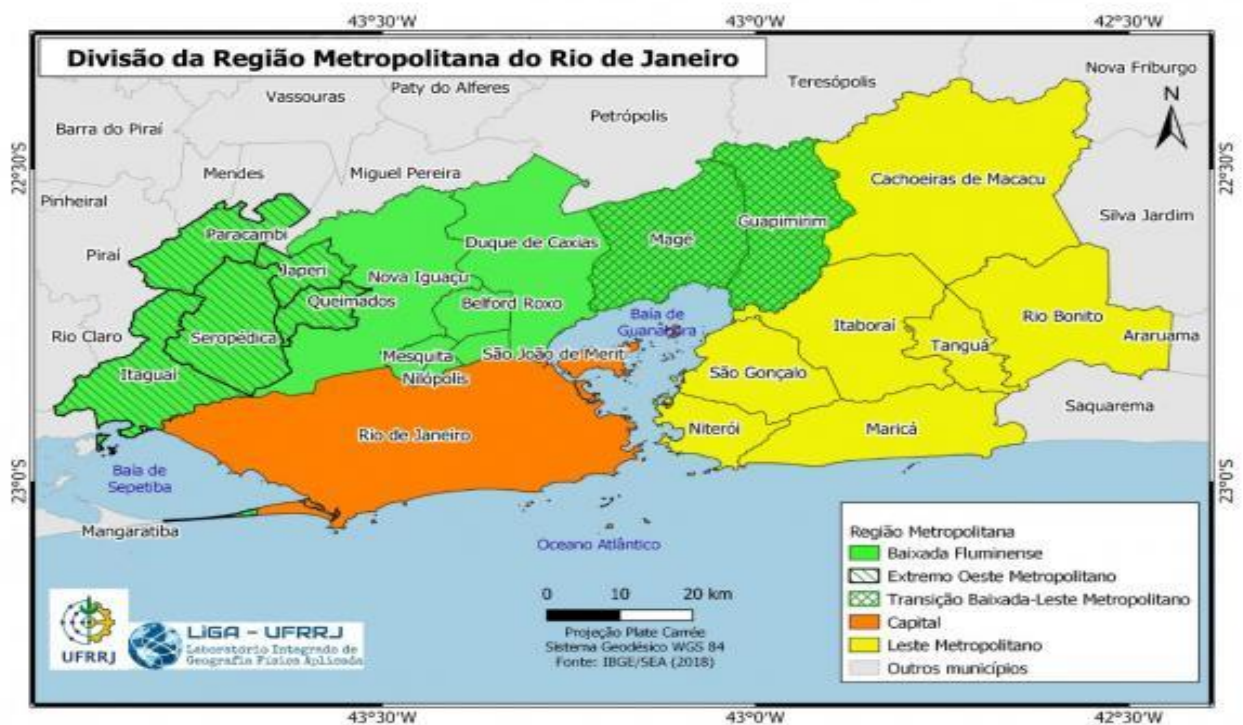 43°30'W 43°0'W 42°30'W
Divisão da Região Metropolitana do Rio de Janeiro
Nova Friburgo
Teresópolis
Paty do Alferes
Vassouras
Petrópolis
N
Barra do Piraí
22°30'S
22°30'S
Mendes
Miguel Pereira
Cachoeiras de Macacu
Pinheiral
Silva Jardim
Guapimirim
Paracambi
Magé
Duque de Caxias
Piraí
Japeri
Nova Iguaçu
Queimados
Belford Roxo
Baía de
Guanabara
Rio Bonito
Itaboraí
Rio Claro
Seropédica
Araruama
Tanguá
Mesquita
São João de Merit
Itaguaí
São Gonçalo
Nilópolis
Saquarema
Rio de Janeiro
Niterói
Maricá
Baía de
Sepetiba
23°0'S
23°0'S
Mangaratiba
Oceano Atlântico
Região Metropolitana
Baixada Fluminense
Extremo Oeste Metropolitano
Transição Baixada-Leste Metropolitano
Capital
Leste Metropolitano
Outros municípios
0 10 20 km
Projeção Plate Carrée
Sistema Geodésico WGS 84
Fonte: IBGE/SEA (2018)
UFRRJ
LiGA - UFRRJ
Laboratório Integrado de
Geografia Física Aplicada
43°30'W 43°0'W 42°30'W